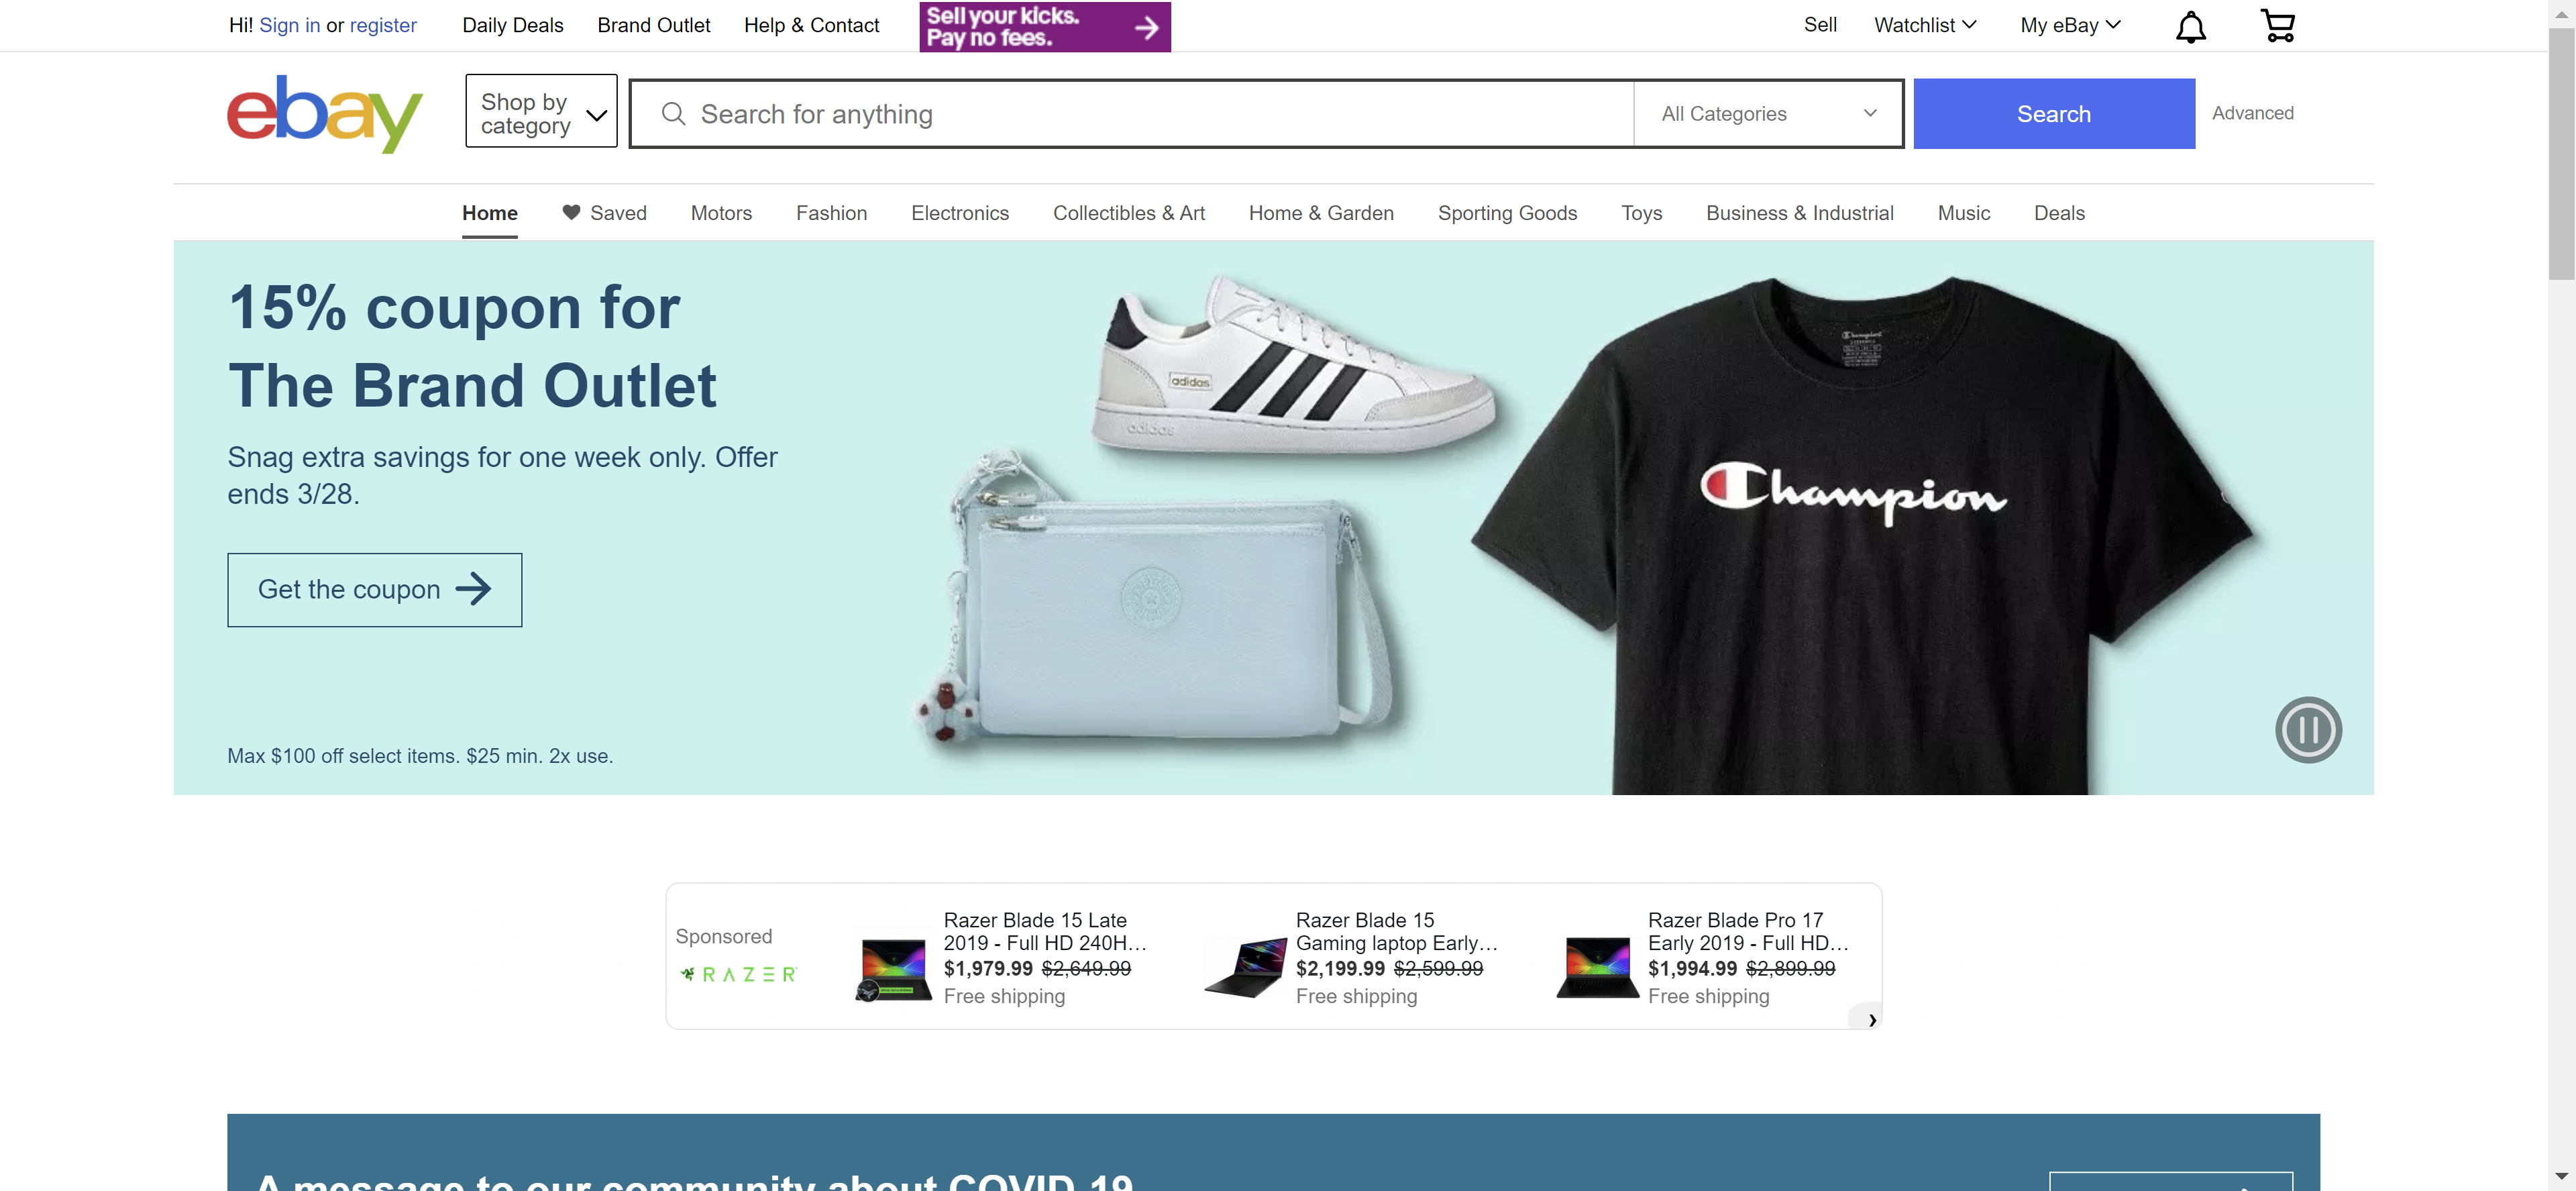 Hi! Sign in or register
Daily Deals
Brand Outlet
Help & Contact
Sell your kicks.
Pay no fees.
Sell
Watchlist
My eBay
ebay
Shop by
category
Search for anything
All Categories
Search
Advanced
Home
Saved
Motors
Fashion
Electronics
Collectibles & Art
Home & Garden
Sporting Goods
Toys
Business & Industrial
Music
Deals
15% coupon for
The Brand Outlet
Snag extra savings for one week only. Offer
ends 3/28.
Get the coupon
Max $100 off select items. $25 min. 2x use.
adidas
adidas
Champion
Sponsored
RAZER
Razer Blade 15 Late
2019 - Full HD 240H...
$1,979.99 $2,649.99
Free shipping
Razer Blade 15
Gaming laptop Early...
$2,199.99 $2,599.99
Free shipping
Razer Blade Pro 17
Early 2019 - Full HD...
$1,994.99 $2,899.99
Free shipping
A message to our community about COVID-19